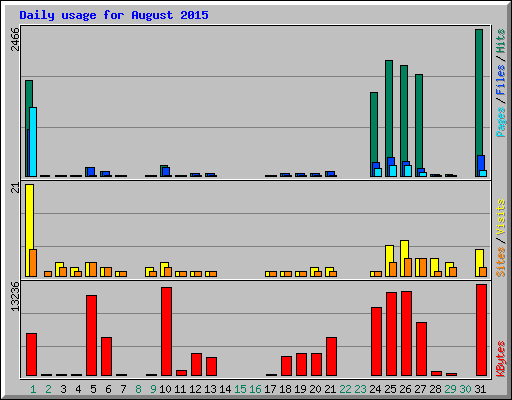 Daily usage for August 2015
2466
Pages/Files/Hits
21
Sites/Visits
13236
KBytes
1 2 3 4 5 6 7 8 9 10 11 12 13 14 15 16 17 18 19 20 21 22 23 24 25 26 27 28 29 30 31